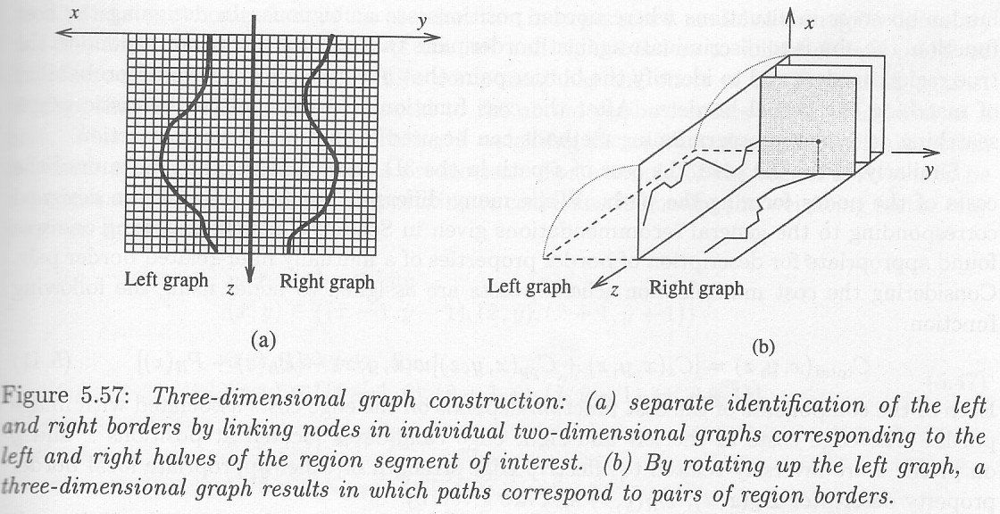 x
y
Left graph
z
Right graph
(a)
x
y
Left graph
z
Right graph
(b)
Figure 5.57: Three-dimensional graph construction: (a) separate identification of the left
and right borders by linking nodes in individual two-dimensional graphs corresponding to the
left and right halves of the region segment of interest. (b) By rotating up the left graph, a
three-dimensional graph results in which paths correspond to pairs of region borders.